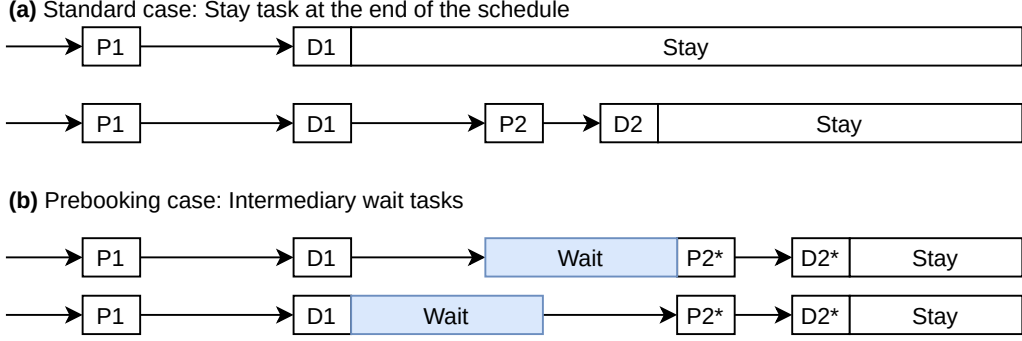 (a) Standard case: Stay task at the end of the schedule
P1 D1 Stay
P1 D1 P2 D2 Stay
(b) Prebooking case: Intermediary wait tasks
P1 D1 Wait P2* D2* Stay
P1 D1 Wait P2* D2* Stay